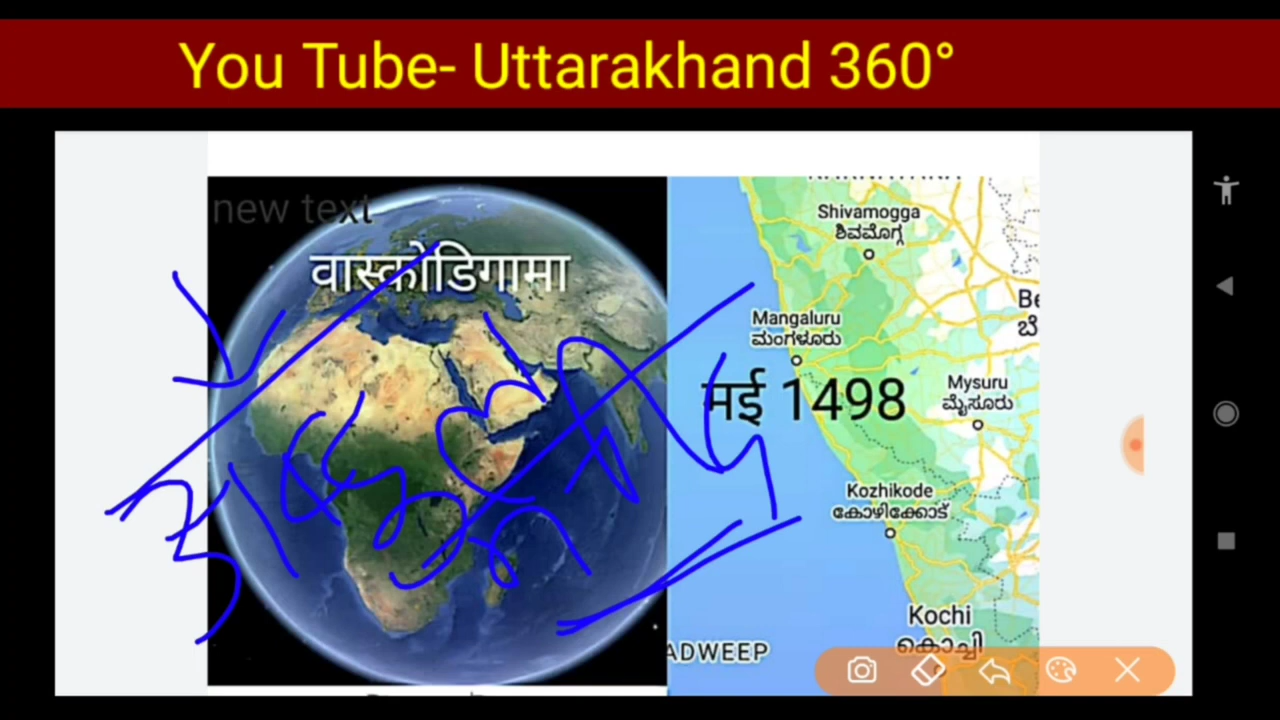 You Tube- Uttarakhand 360°
new text
वास्कोडिगामा
Shivamogga
ಶಿವಮೊಗ್ಗ
Mangaluru
ಮಂಗಳೂರು
मई 1498
Mysuru
ಮೈಸೂರು
Kozhikode
കോഴിക്കോട്
Kochi
കൊച്ചി
ADWEEP